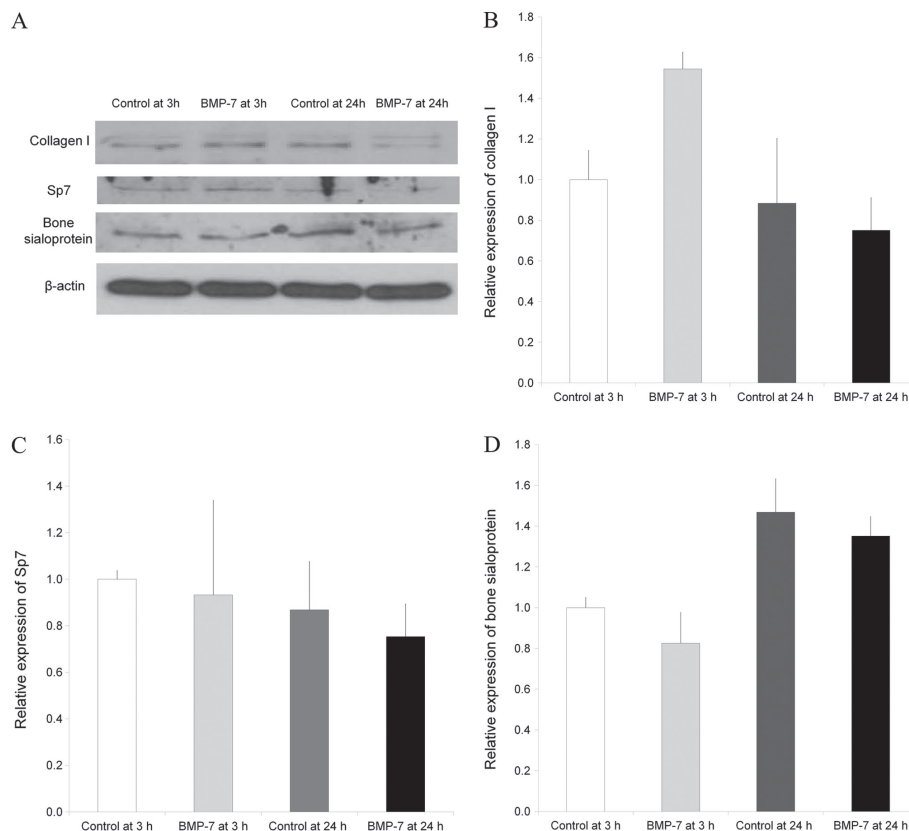 A
Control at 3h BMP-7 at 3h Control at 24h BMP-7 at 24h
Collagen I
Sp7
Bone
sialoprotein
β-actin
B
Relative expression of collagen I
1.8
1.6
1.4
1.2
1.0
0.8
0.6
0.4
0.2
0.0
Control at 3 h BMP-7 at 3 h Control at 24 h BMP-7 at 24 h
C
Relative expression of Sp7
1.6
1.4
1.2
1.0
0.8
0.6
0.4
0.2
0.0
Control at 3 h BMP-7 at 3 h Control at 24 h BMP-7 at 24 h
D
Relative expression of bone sialoprotein
1.8
1.6
1.4
1.2
1.0
0.8
0.6
0.4
0.2
0.0
Control at 3 h BMP-7 at 3 h Control at 24 h BMP-7 at 24 h